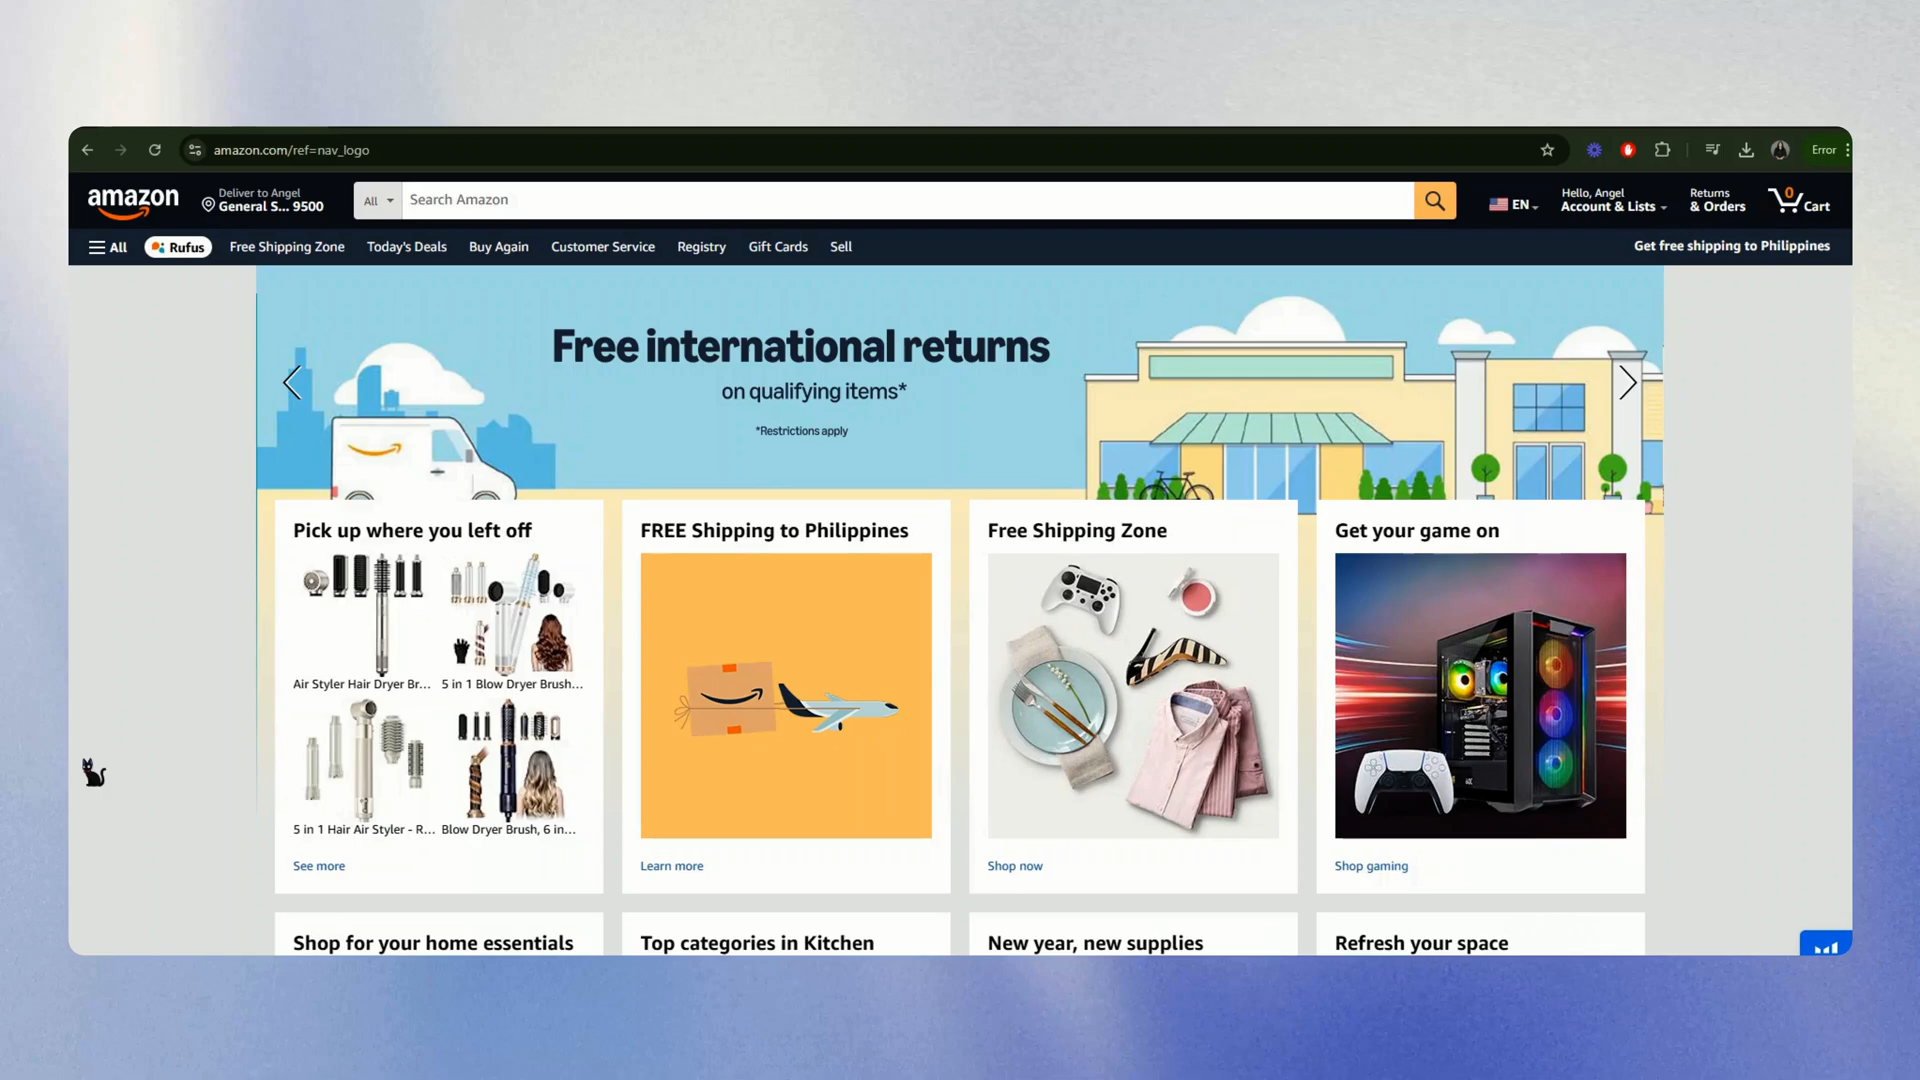 amazon.com/ref=nav_logo
Error
amazon
Deliver to Angel
General S... 9500
All
Search Amazon
EN
Hello, Angel
Account & Lists
Returns
& Orders
0
Cart
All
Rufus
Free Shipping Zone
Today's Deals
Buy Again
Customer Service
Registry
Gift Cards
Sell
Get free shipping to Philippines
Free international returns
on qualifying items*
*Restrictions apply
Pick up where you left off
Air Styler Hair Dryer Br...
5 in 1 Blow Dryer Brush...
5 in 1 Hair Air Styler - R...
Blow Dryer Brush, 6 in...
See more
FREE Shipping to Philippines
Learn more
Free Shipping Zone
Shop now
Get your game on
Shop gaming
Shop for your home essentials
Top categories in Kitchen
New year, new supplies
Refresh your space